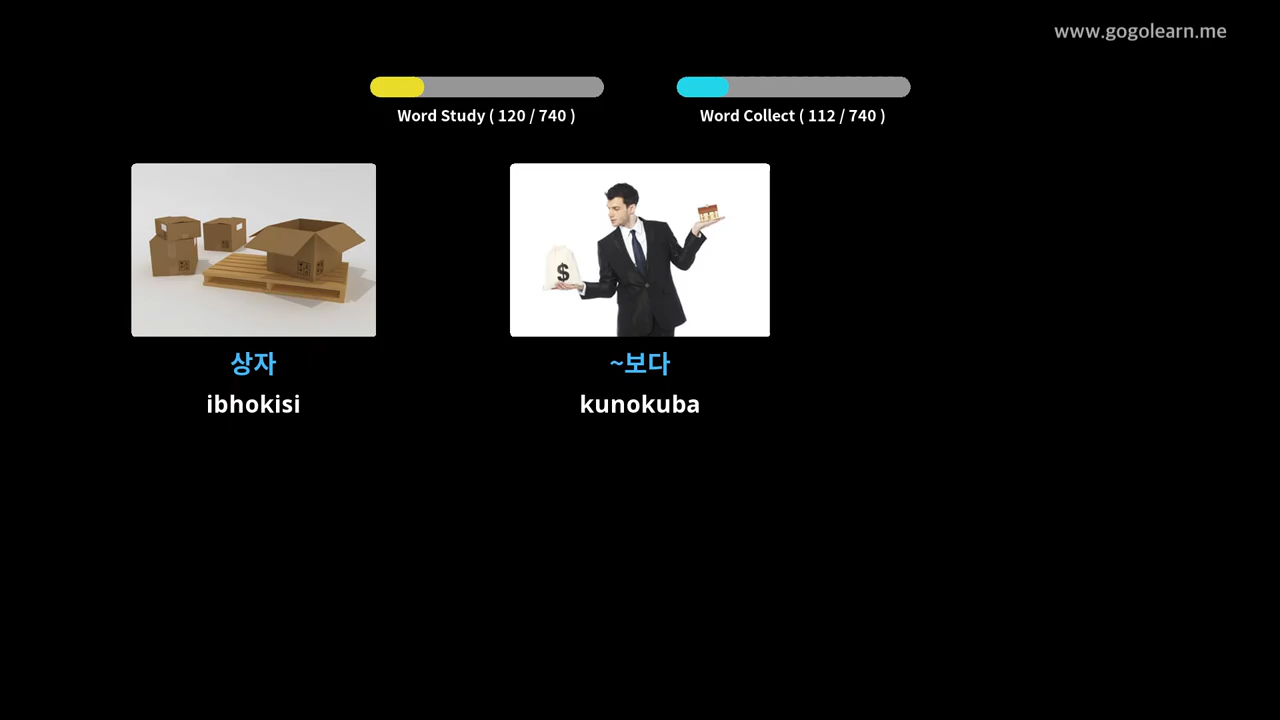 www.gogolearn.me
Word Study ( 120 / 740 )
Word Collect ( 112 / 740 )
$
상자
~보다
ibhokisi
kunokuba